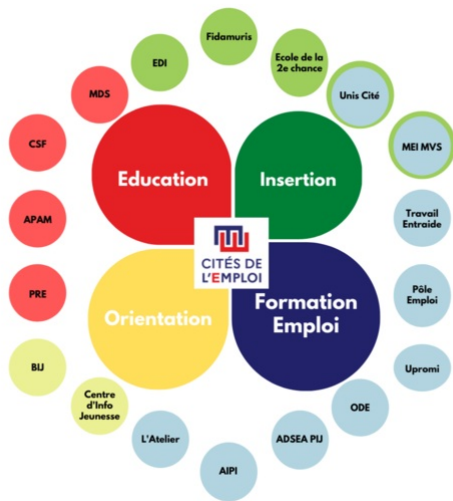 Fidamuris
Ecole de la
2e chance
EDI
Unis Cité
MDS
MEI MVS
CSF
Education
Insertion
APAM
Travail
Entraide
CITÉS DE
L'EMPLOI
PRE
Pôle
Emploi
Orientation
Formation
Emploi
BIJ
Upromi
Centre
d'Info
Jeunesse
ODE
L'Atelier
ADSEA PIJ
AIPI